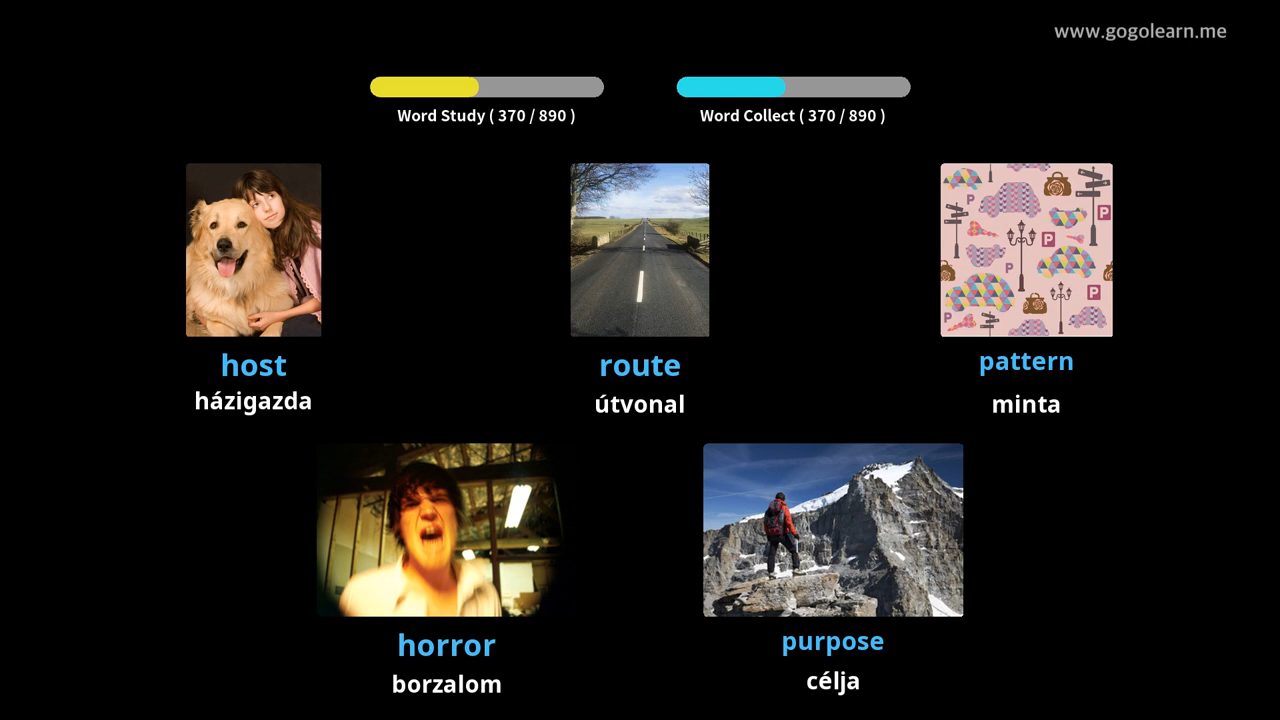 www.gogolearn.me
Word Study ( 370 / 890 )
Word Collect ( 370 / 890 )
P
P
P
P
P
P
host
házigazda
route
útvonal
pattern
minta
horror
borzalom
purpose
célja